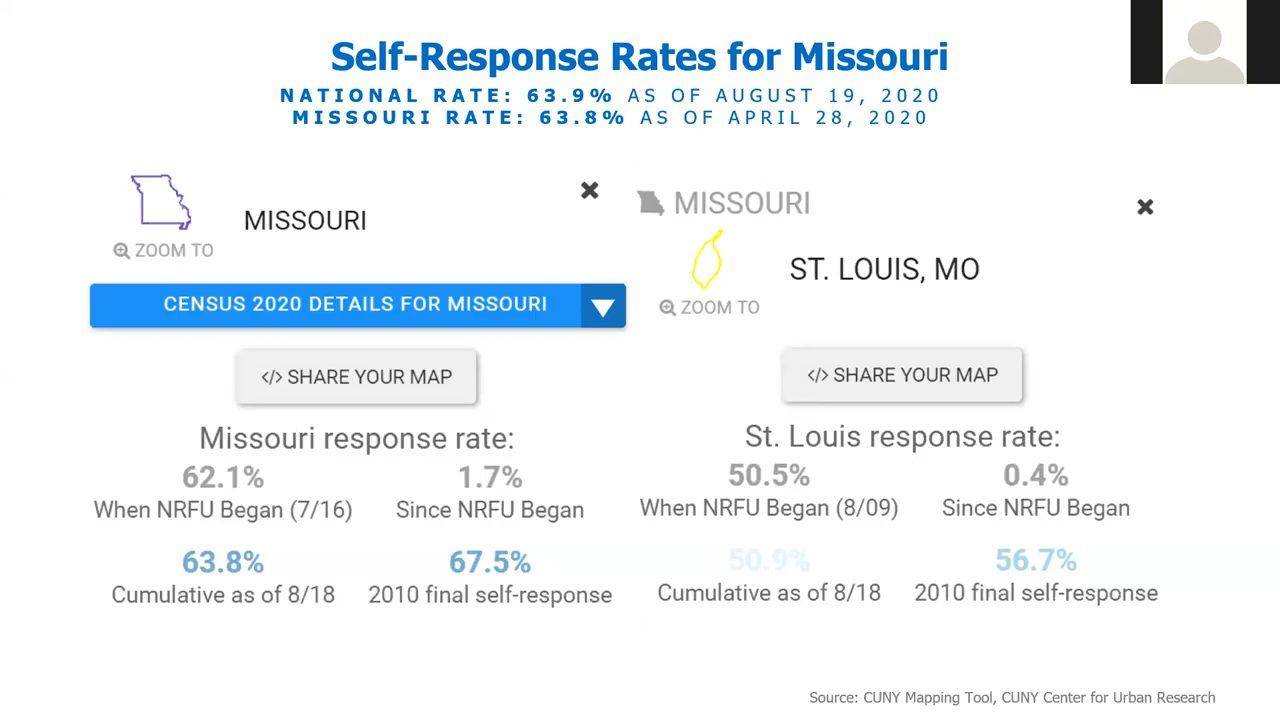 Self-Response Rates for Missouri
NATIONAL RATE: 63.9% AS OF AUGUST 19, 2020
MISSOURI RATE: 63.8% AS OF APRIL 28, 2020
MISSOURI
ZOOM TO
CENSUS 2020 DETAILS FOR MISSOURI
</> SHARE YOUR MAP
Missouri response rate:
62.1% 1.7%
When NRFU Began (7/16) Since NRFU Began
63.8% 67.5%
Cumulative as of 8/18 2010 final self-response
MISSOURI
ST. LOUIS, MO
ZOOM TO
</> SHARE YOUR MAP
St. Louis response rate:
50.5% 0.4%
When NRFU Began (8/09) Since NRFU Began
50.9% 56.7%
Cumulative as of 8/18 2010 final self-response
Source: CUNY Mapping Tool, CUNY Center for Urban Research